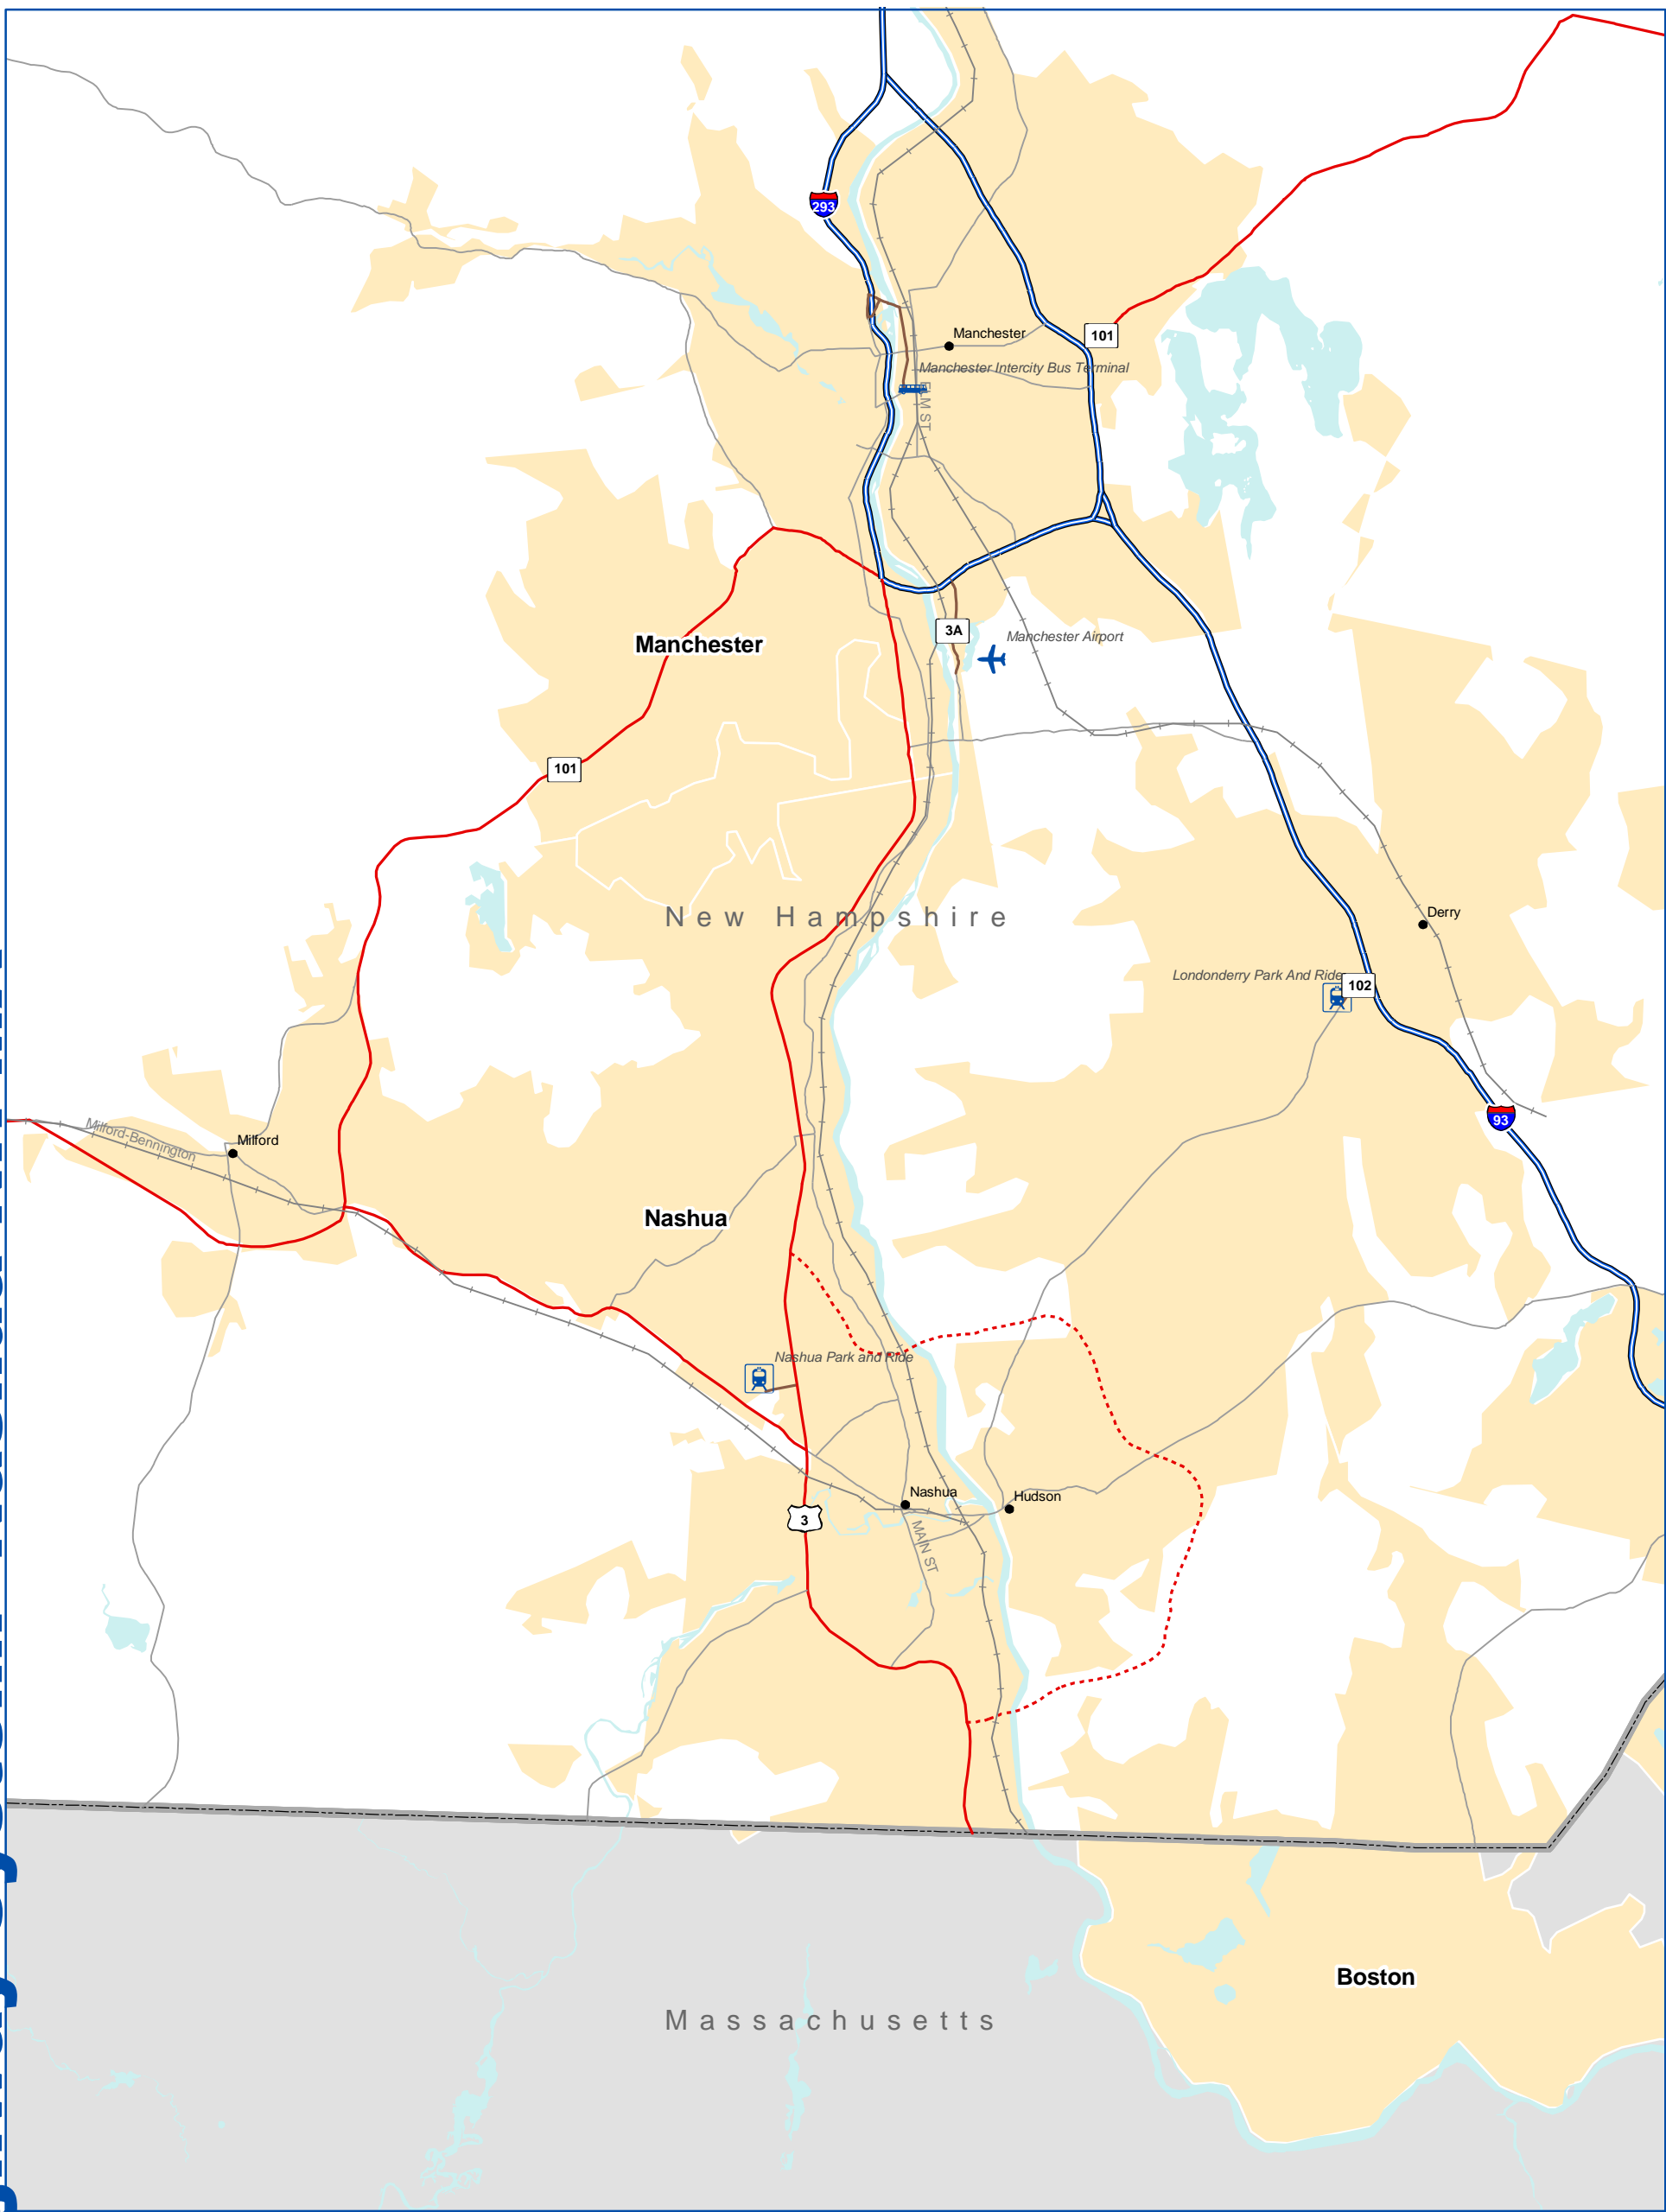 293
Manchester
101
Manchester Intercity Bus Terminal
ELM ST
3A
Manchester Airport
Manchester
101
New Hampshire
Derry
Londonderry Park And Ride
102
93
Milford-Bennington
Milford
Nashua
Nashua Park and Ride
Nashua
Hudson
3
MAIN ST
Boston
Massachusetts